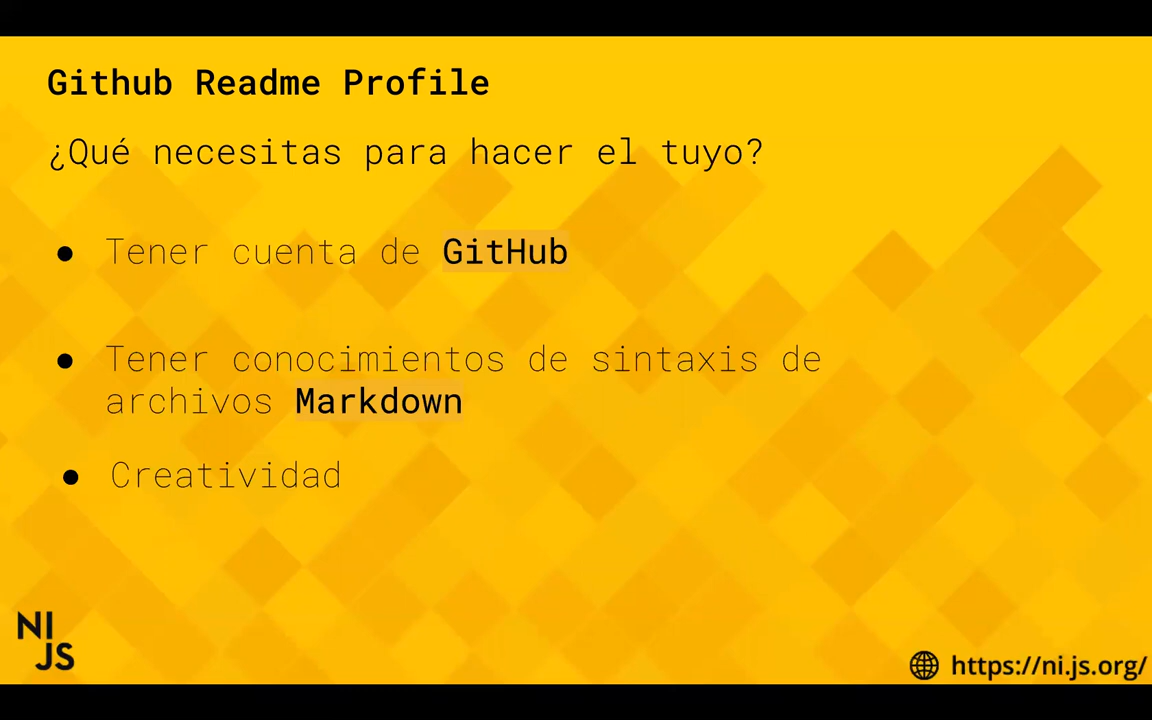 Github Readme Profile
¿Qué necesitas para hacer el tuyo?
● Tener cuenta de GitHub
● Tener conocimientos de sintaxis de
archivos Markdown
● Creatividad
NI
JS
https://ni.js.org/